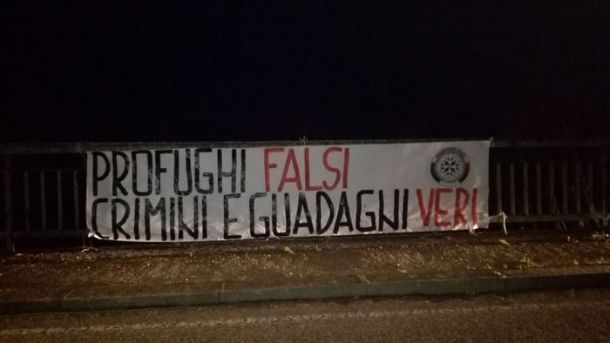 PROFUGHI FALSI
CRIMINI E GUADAGNI VERI